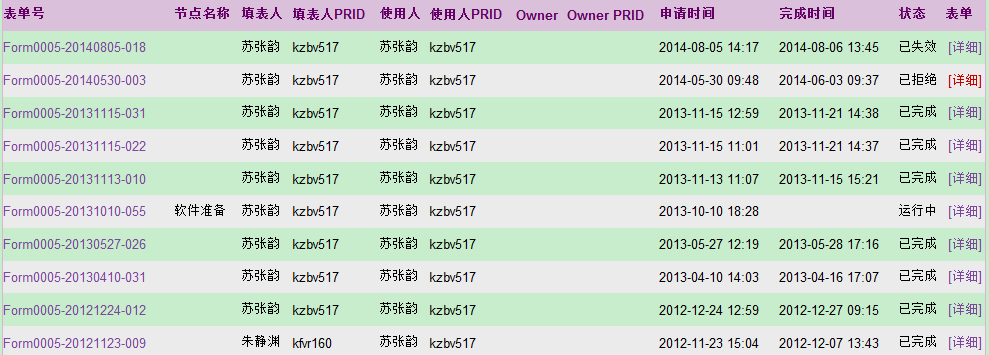 表单号 节点名称 填表人 填表人PRID 使用人 使用人PRID Owner Owner PRID 申请时间 完成时间 状态 表单
Form0005-20140805-018 苏张韵 kzbv517 苏张韵 kzbv517 2014-08-05 14:17 2014-08-06 13:45 已失效 [详细]
Form0005-20140530-003 苏张韵 kzbv517 苏张韵 kzbv517 2014-05-30 09:48 2014-06-03 09:37 已拒绝 [详细]
Form0005-20131115-031 苏张韵 kzbv517 苏张韵 kzbv517 2013-11-15 12:59 2013-11-21 14:38 已完成 [详细]
Form0005-20131115-022 苏张韵 kzbv517 苏张韵 kzbv517 2013-11-15 11:01 2013-11-21 14:37 已完成 [详细]
Form0005-20131113-010 苏张韵 kzbv517 苏张韵 kzbv517 2013-11-13 11:07 2013-11-15 15:21 已完成 [详细]
Form0005-20131010-055 软件准备 苏张韵 kzbv517 苏张韵 kzbv517 2013-10-10 18:28 运行中 [详细]
Form0005-20130527-026 苏张韵 kzbv517 苏张韵 kzbv517 2013-05-27 12:19 2013-05-28 17:16 已完成 [详细]
Form0005-20130410-031 苏张韵 kzbv517 苏张韵 kzbv517 2013-04-10 14:03 2013-04-16 17:07 已完成 [详细]
Form0005-20121224-012 苏张韵 kzbv517 苏张韵 kzbv517 2012-12-24 12:59 2012-12-27 09:15 已完成 [详细]
Form0005-20121123-009 朱静渊 kfvr160 苏张韵 kzbv517 2012-11-23 15:04 2012-12-07 13:43 已完成 [详细]